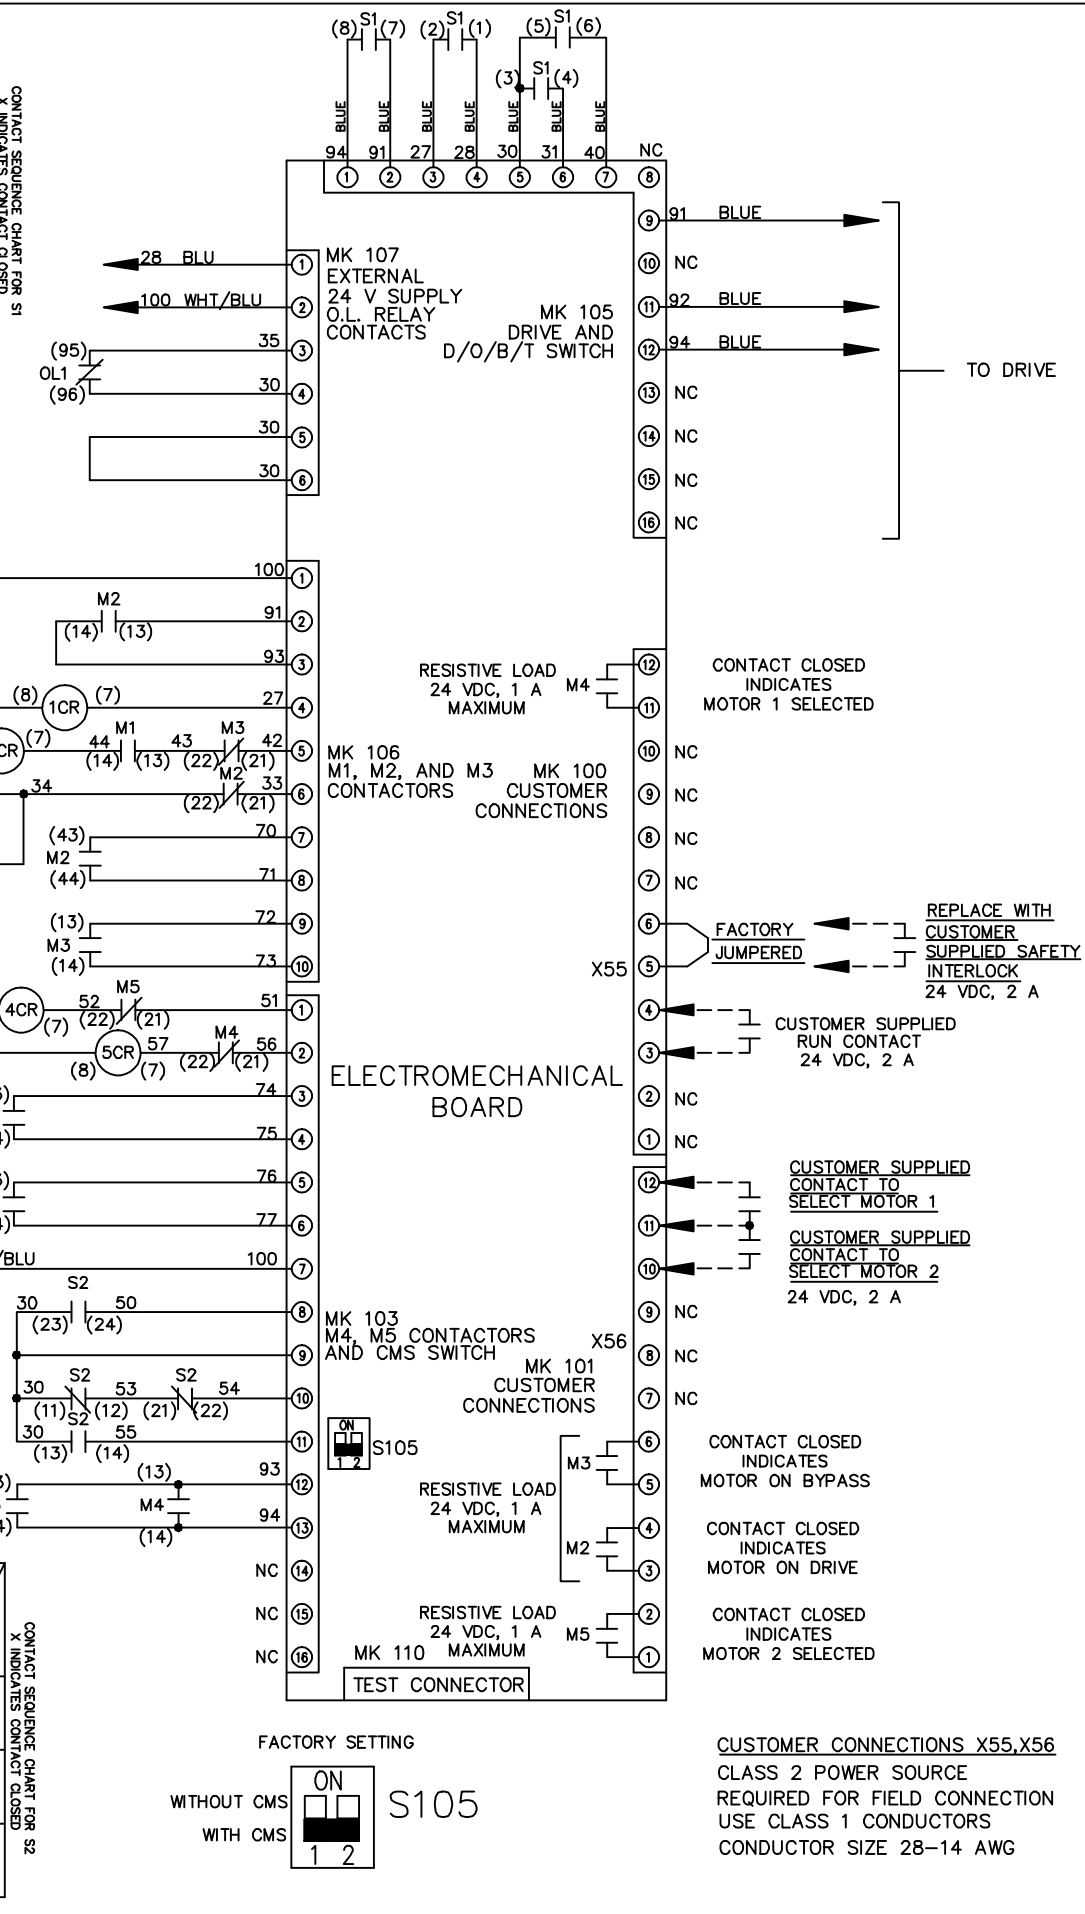 (8) S1 (7) (2) S1 (1) (5) S1 (6)
(3) S1 (4)
BLUE BLUE BLUE BLUE BLUE BLUE BLUE
94 91 27 28 30 31 40 NC
1 2 3 4 5 6 7 8
CONTACT SEQUENCE CHART FOR S1
X INDICATES CONTACT CLOSED
9 91 BLUE
10 NC
11 92 BLUE
12 94 BLUE
13 NC
14 NC
15 NC
16 NC
TO DRIVE
MK 105
DRIVE AND
D/O/B/T SWITCH
28 BLU 1
100 WHT/BLU 2
(95) 35 3
OL1
(96) 30 4
30 5
30 6
MK 107
EXTERNAL
24 V SUPPLY
O.L. RELAY
CONTACTS
100 1
M2 91 2
(14) (13)
93 3
(8) 1CR (7) 27 4
CR (7) 44 M1 43 M3 42 5
(14) (13) (22) (21)
34 M2 33 6
(22) (21)
(43) 70 7
M2
(44) 71 8
(13) 72 9
M3
(14) 73 10
MK 106
M1, M2, AND M3
CONTACTORS
RESISTIVE LOAD
24 VDC, 1 A
MAXIMUM
M4
12
11
CONTACT CLOSED
INDICATES
MOTOR 1 SELECTED
10 NC
9 NC
8 NC
7 NC
MK 100
CUSTOMER
CONNECTIONS
6
X55 5
FACTORY
JUMPERED
REPLACE WITH
CUSTOMER
SUPPLIED SAFETY
INTERLOCK
24 VDC, 2 A
4
3
CUSTOMER SUPPLIED
RUN CONTACT
24 VDC, 2 A
2 NC
1 NC
4CR (7) 52 M5 51 1
(22) (21)
5CR 57 M4 56 2
(8) (7) (22) (21)
74 3
75 4
76 5
77 6
/BLU 100 7
S2
30 50 8
(23) (24)
9
S2 S2
30 53 54 10
(11) (12) (21) (22)
S2
30 55 11
(13) (14)
(13) 93 12
M4
94 13
(14)
NC 14
NC 15
NC 16
ELECTROMECHANICAL
BOARD
MK 103
M4, M5 CONTACTORS
AND CMS SWITCH
ON
1 2
S105
12
11
10
CUSTOMER SUPPLIED
CONTACT TO
SELECT MOTOR 1
CUSTOMER SUPPLIED
CONTACT TO
SELECT MOTOR 2
24 VDC, 2 A
9 NC
X56 8 NC
7 NC
MK 101
CUSTOMER
CONNECTIONS
RESISTIVE LOAD
24 VDC, 1 A
MAXIMUM
M3
6
5
CONTACT CLOSED
INDICATES
MOTOR ON BYPASS
M2
4
3
CONTACT CLOSED
INDICATES
MOTOR ON DRIVE
RESISTIVE LOAD
24 VDC, 1 A
MAXIMUM
M5
2
1
CONTACT CLOSED
INDICATES
MOTOR 2 SELECTED
MK 110
TEST CONNECTOR
CONTACT SEQUENCE CHART FOR S2
X INDICATES CONTACT CLOSED
FACTORY SETTING
WITHOUT CMS
WITH CMS
ON
1 2
S105
CUSTOMER CONNECTIONS X55,X56
CLASS 2 POWER SOURCE
REQUIRED FOR FIELD CONNECTION
USE CLASS 1 CONDUCTORS
CONDUCTOR SIZE 28-14 AWG